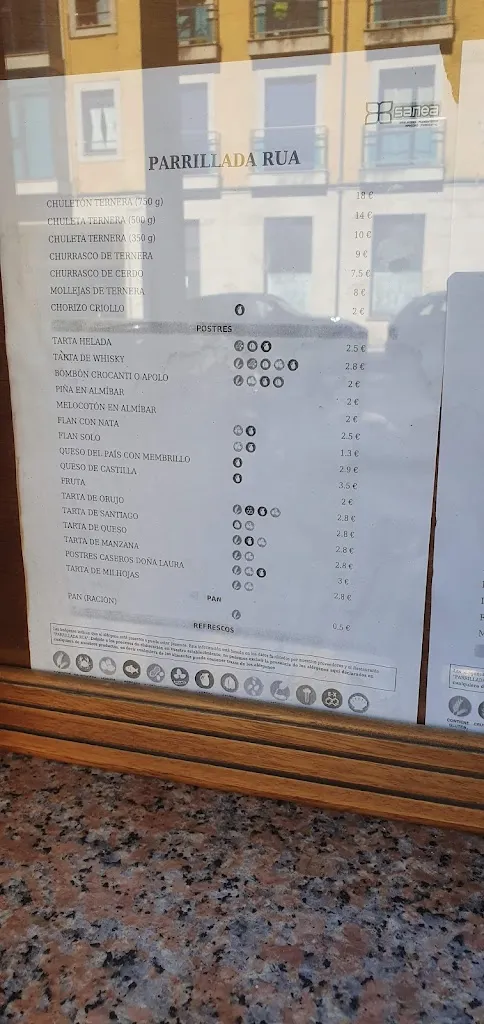 sanea
PARRILLADA RUA
CHULETÓN TERNERA (750 g) 18 €
CHULETA TERNERA (500 g) 14 €
CHULETA TERNERA (350 g) 10 €
CHURRASCO DE TERNERA 9 €
CHURRASCO DE CERDO 7.5 €
MOLLEJAS DE TERNERA 8 €
CHORIZO CRIOLLO 2 €
POSTRES
TARTA HELADA 2.5 €
TARTA DE WHISKY 2.8 €
BOMBÓN CROCANTI O APOLO 2 €
PIÑA EN ALMÍBAR 2 €
MELOCOTÓN EN ALMÍBAR 2 €
FLAN CON NATA 2.5 €
FLAN SOLO 1.3 €
QUESO DEL PAÍS CON MEMBRILLO 2.9 €
QUESO DE CASTILLA 3.5 €
FRUTA 2 €
TARTA DE ORUJO 2.8 €
TARTA DE SANTIAGO 2.8 €
TARTA DE QUESO 2.8 €
TARTA DE MANZANA 2.8 €
POSTRES CASEROS DOÑA LAURA 3 €
TARTA DE MILHOJAS 2.8 €
PAN
PAN (RACIÓN) 0.5 €
REFRESCOS
CONTIENE
GLUTEN